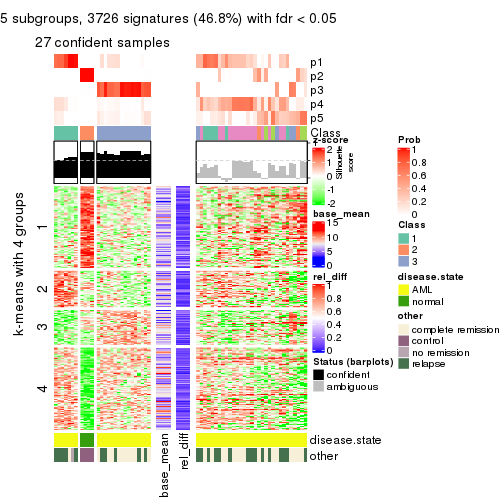 5 subgroups, 3726 signatures (46.8%) with fdr < 0.05
27 confident samples
p1
p2
p3
p4
p5
Class
1
2
3
4
k-means with 4 groups
z-score
2
1
0
-1
-2
Silhouette
score
base_mean
15
10
5
0
rel_diff
1
0.8
0.6
0.4
0.2
0
Status (barplots)
confident
ambiguous
Prob
1
0.8
0.6
0.4
0.2
0
Class
1
2
3
disease.state
AML
normal
other
complete remission
control
no remission
relapse
disease.state
other
base_mean
rel_diff